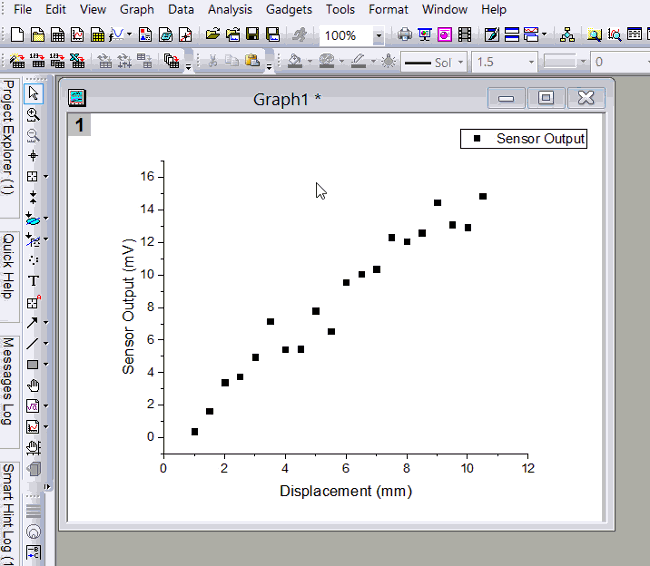 File Edit View Graph Data Analysis Gadgets Tools Format Window Help
100%
Sol 1.5 0
Project Explorer (1)
Quick Help
Messages Log
Smart Hint Log (1
T
Graph1 *
1
Sensor Output
16
14
12
10
8
6
4
2
0
Sensor Output (mV)
0 2 4 6 8 10 12
Displacement (mm)